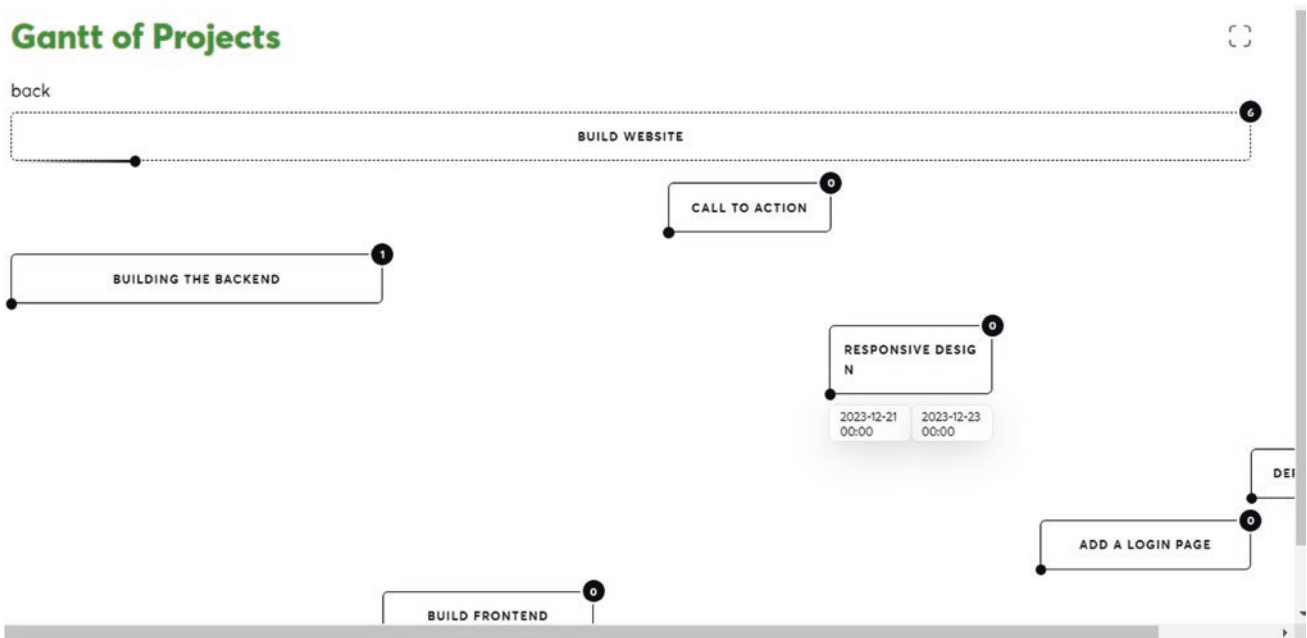 Gantt of Projects
back
6
BUILD WEBSITE
0
CALL TO ACTION
1
BUILDING THE BACKEND
0
RESPONSIVE DESIG
N
2023-12-21 2023-12-23
00:00 00:00
0
ADD A LOGIN PAGE
0
BUILD FRONTEND